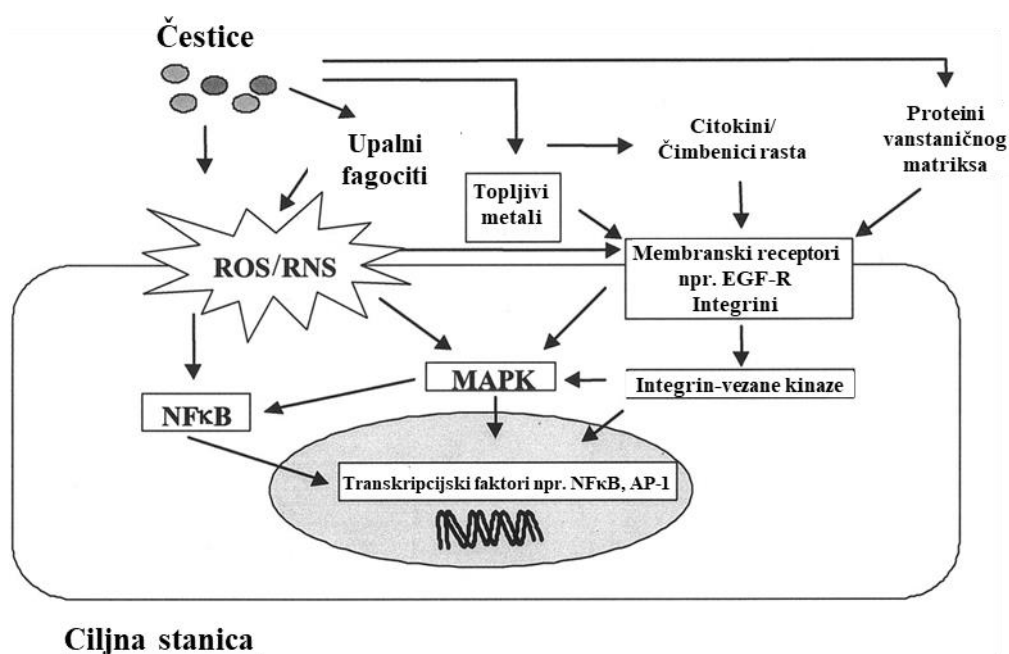 Čestice
Upalni
fagociti
Citokini/
Čimbenici rasta
Proteini
vanstaničnog
matriksa
Topljivi
metali
ROS/RNS
Membranski receptori
npr. EGF-R
Integrini
MAPK
Integrin-vezane kinaze
NFκB
Transkripcijski faktori npr. NFκB, AP-1
Ciljna stanica